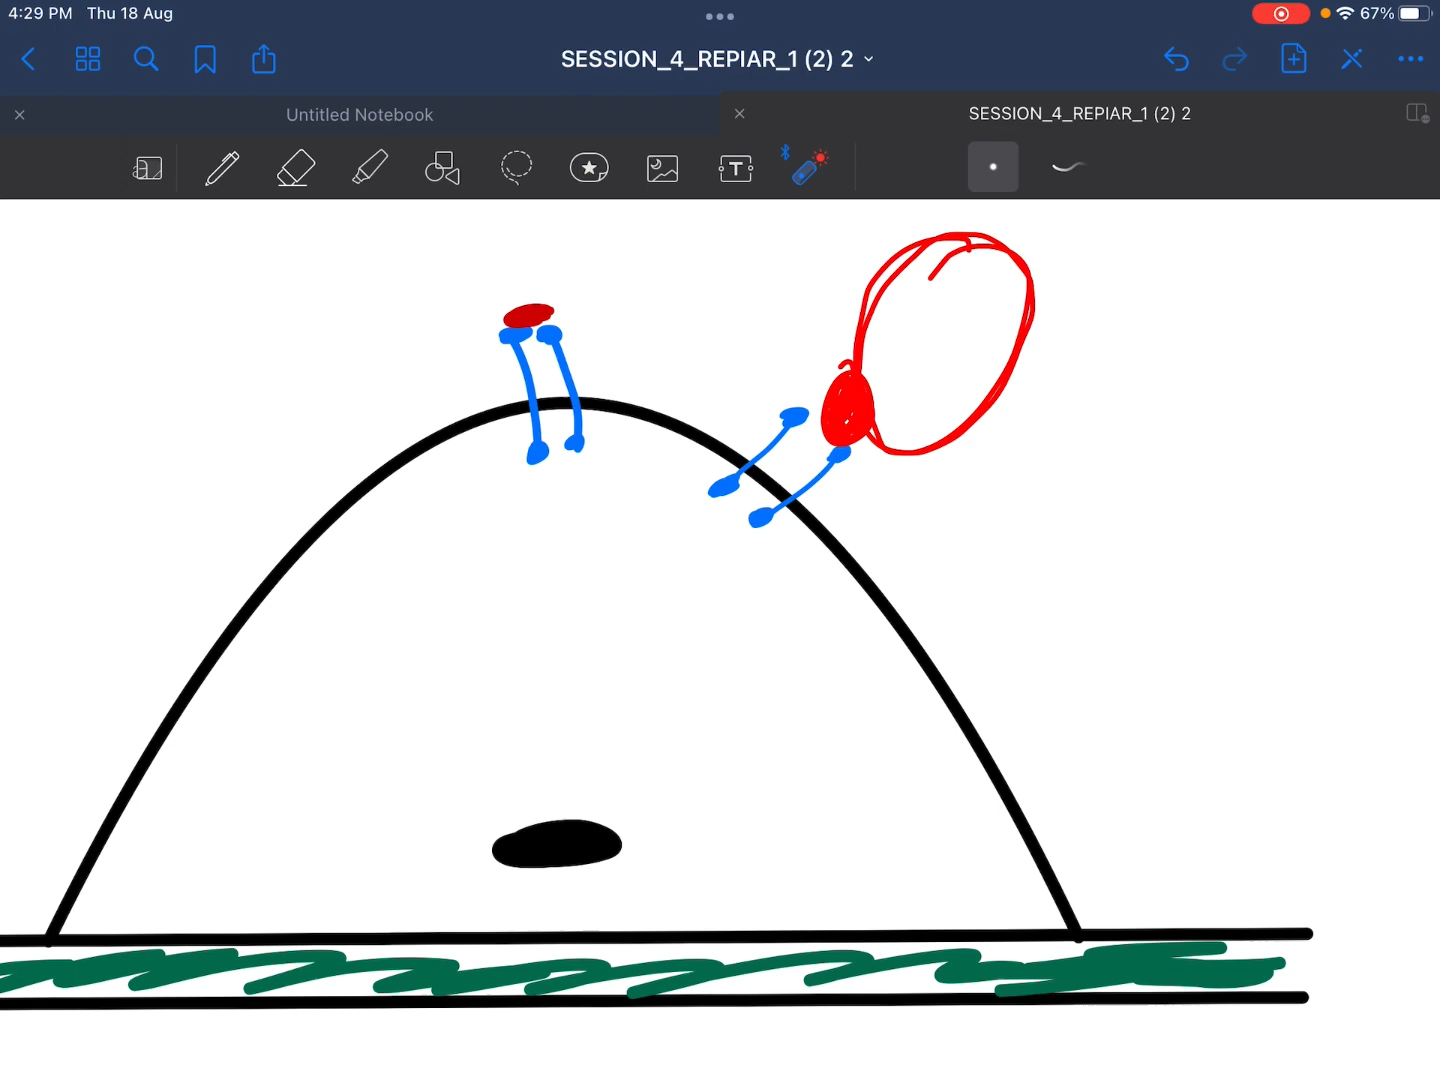 4:29 PM Thu 18 Aug
67%
SESSION_4_REPIAR_1 (2) 2
Untitled Notebook
SESSION_4_REPIAR_1 (2) 2